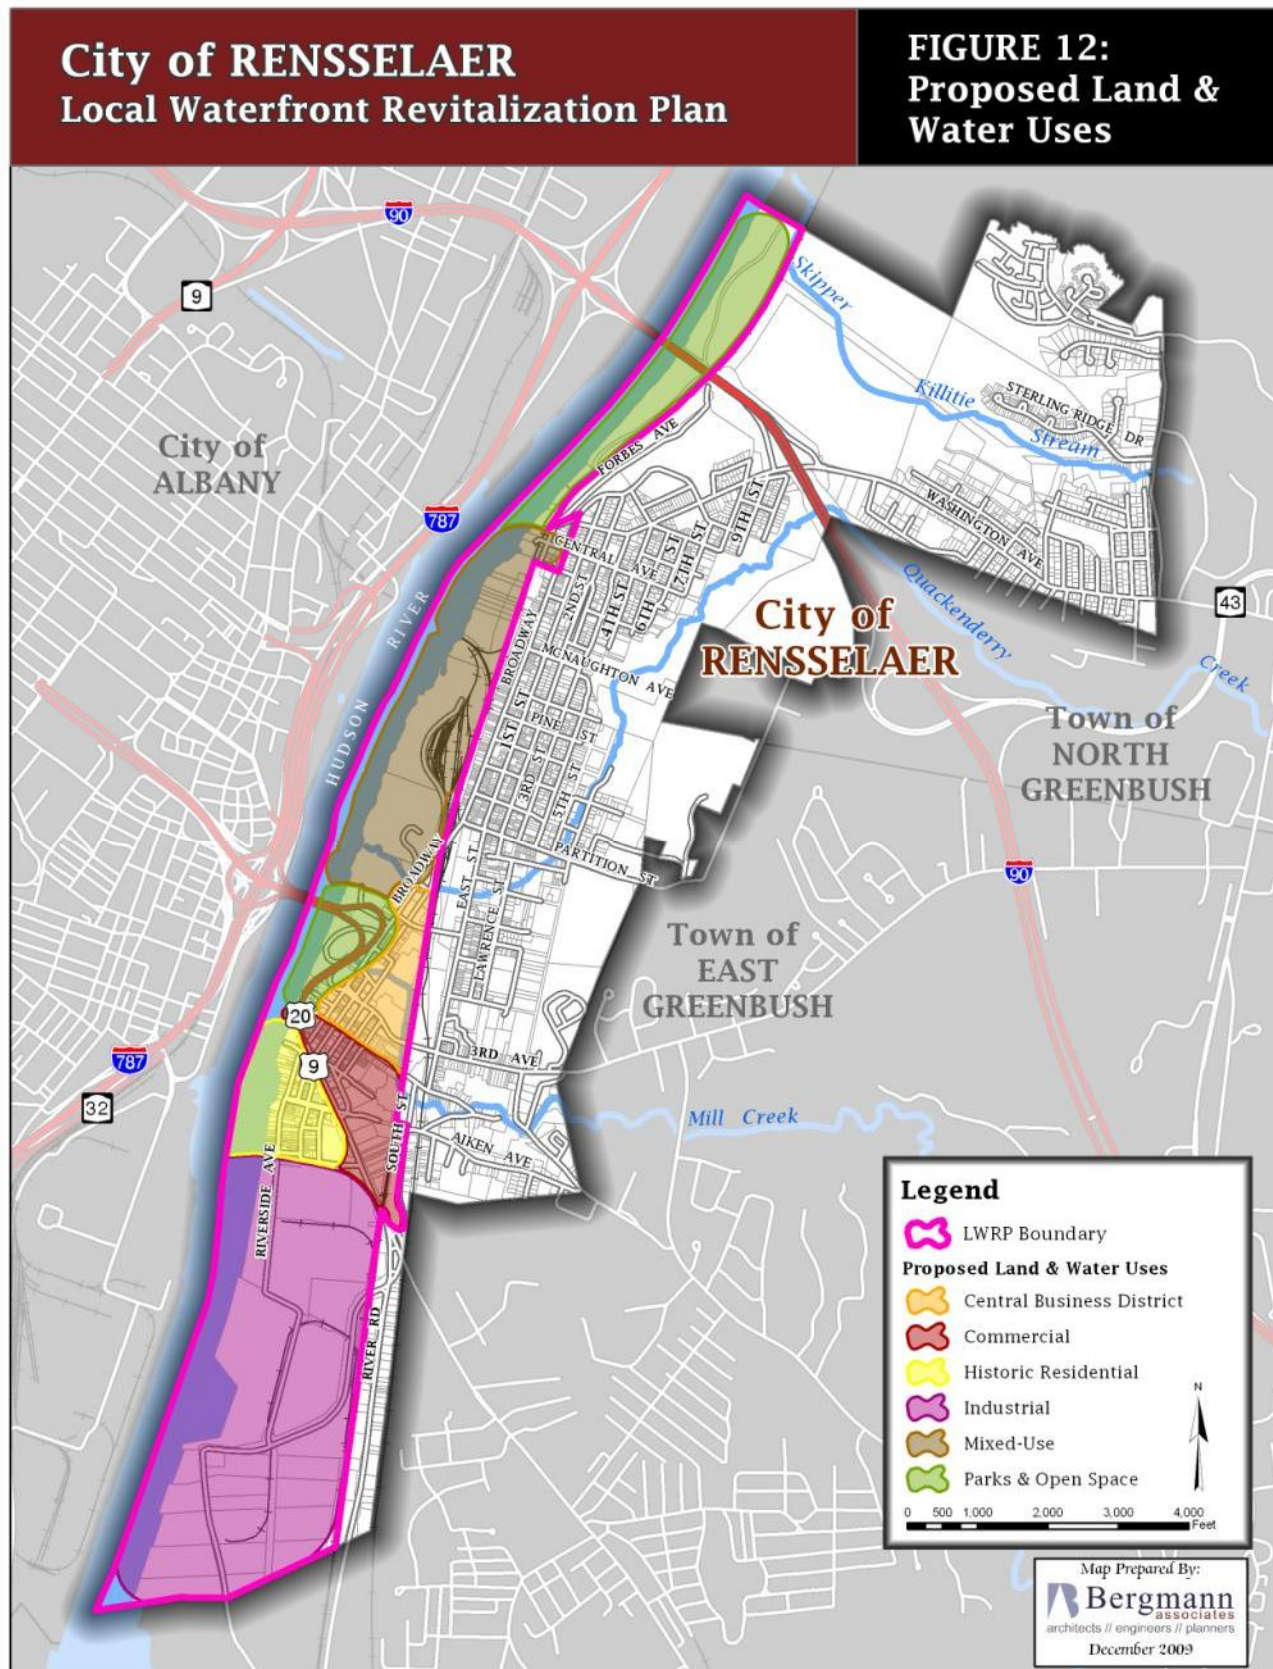 City of RENSSELAER
Local Waterfront Revitalization Plan
FIGURE 12:
Proposed Land &
Water Uses
90
9
Skipper
Killitie
Stream
STERLING RIDGE DR
City of
ALBANY
FORBES AVE
787
WASHINGTON AVE
9TH ST
7TH ST
6TH ST
4TH ST
2ND ST
CENTRAL AVE
BROADWAY
MCNAUGHTON AVE
Quackenderry
Creek
43
City of
RENSSELAER
HUDSON RIVER
1ST ST
PINE ST
3RD ST
5TH ST
Town of
NORTH
GREENBUSH
BROADWAY
PARTITION ST
EAST ST
LAWRENCE ST
90
Town of
EAST
GREENBUSH
20
9
3RD AVE
787
32
SOUTH ST
Mill Creek
AIKEN AVE
RIVERSIDE AVE
RIVER RD
Legend
LWRP Boundary
Proposed Land & Water Uses
Central Business District
Commercial
Historic Residential
Industrial
Mixed-Use
Parks & Open Space
N
0 500 1,000 2,000 3,000 4,000
Feet
Map Prepared By:
Bergmann
associates
architects // engineers // planners
December 2009